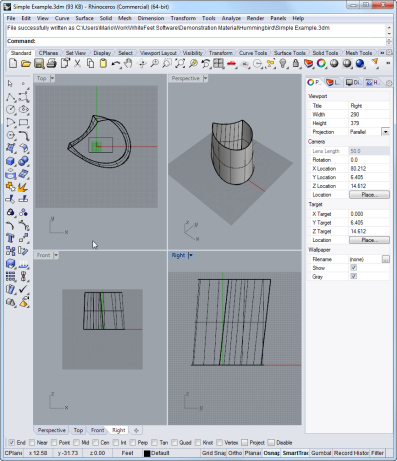 Simple Example.3dm (93 KB) - Rhinoceros (Commercial) (64-bit)
File Edit View Curve Surface Solid Mesh Dimension Transform Tools Analyze Render Panels Help
File successfully written as C:\Marie\Work\WhiteFeet Software\Demonstration Material\Hummingbird\Simple Example.3dm
Command:
Standard CPlanes Set View Display Select Viewport Layout Visibility Transform Curve Tools Surface Tools Solid Tools Mesh Tools
Top
Perspective
Front
Right
Viewport
Title Right
Width 290
Height 379
Projection Parallel
Camera
Lens Length 50.0
Rotation 0.0
X Location 80.212
Y Location 6.405
Z Location 14.612
Location Place...
Target
X Target 0.000
Y Target 6.405
Z Target 14.612
Location Place...
Wallpaper
Filename (none) ...
Show
Gray
Perspective Top Front Right
End Near Point Mid Cen Int Perp Tan Quad Knot Vertex Project Disable
CPlane x 12.58 y -31.73 z 0.00 Feet Default Grid Snap Ortho Planar Osnap SmartTrac Gumbal Record Histor Filter